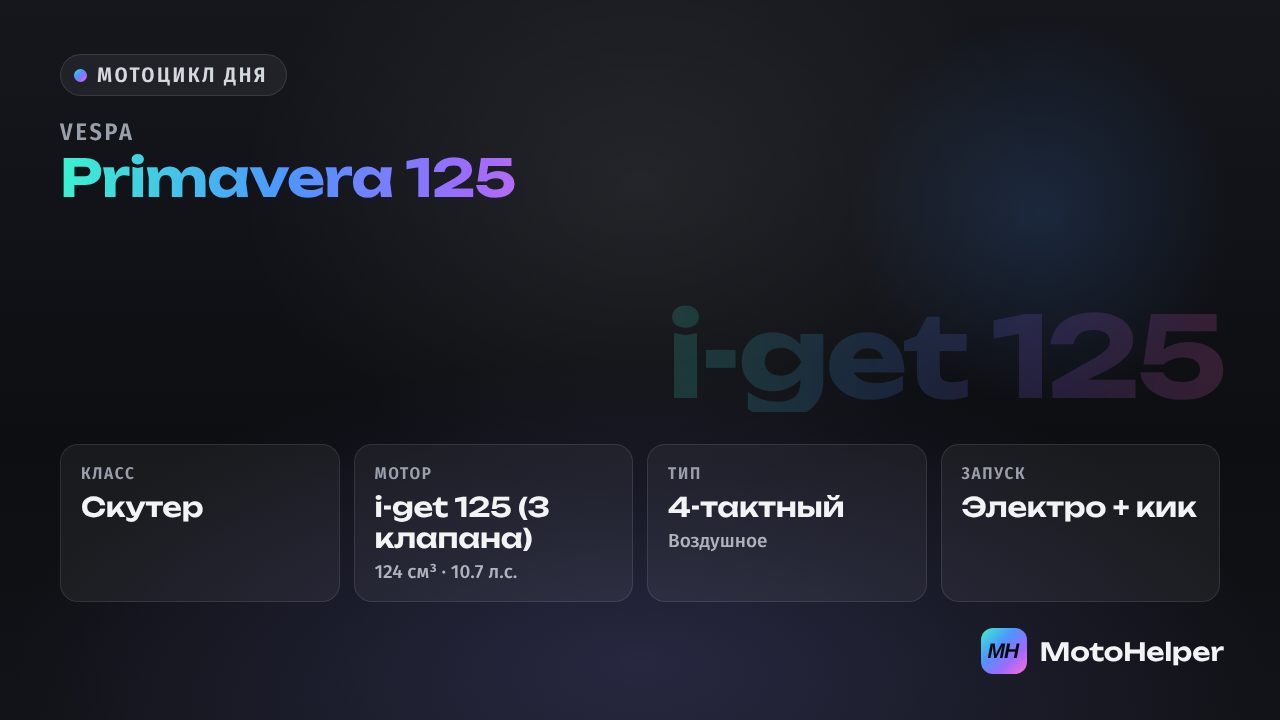 МОТОЦИКЛ ДНЯ
VESPA
Primavera 125
i-get 125
КЛАСС
Скутер
МОТОР
i-get 125 (3
клапана)
124 см³ · 10.7 л.с.
ТИП
4-тактный
Воздушное
ЗАПУСК
Электро + кик
MH MotoHelper